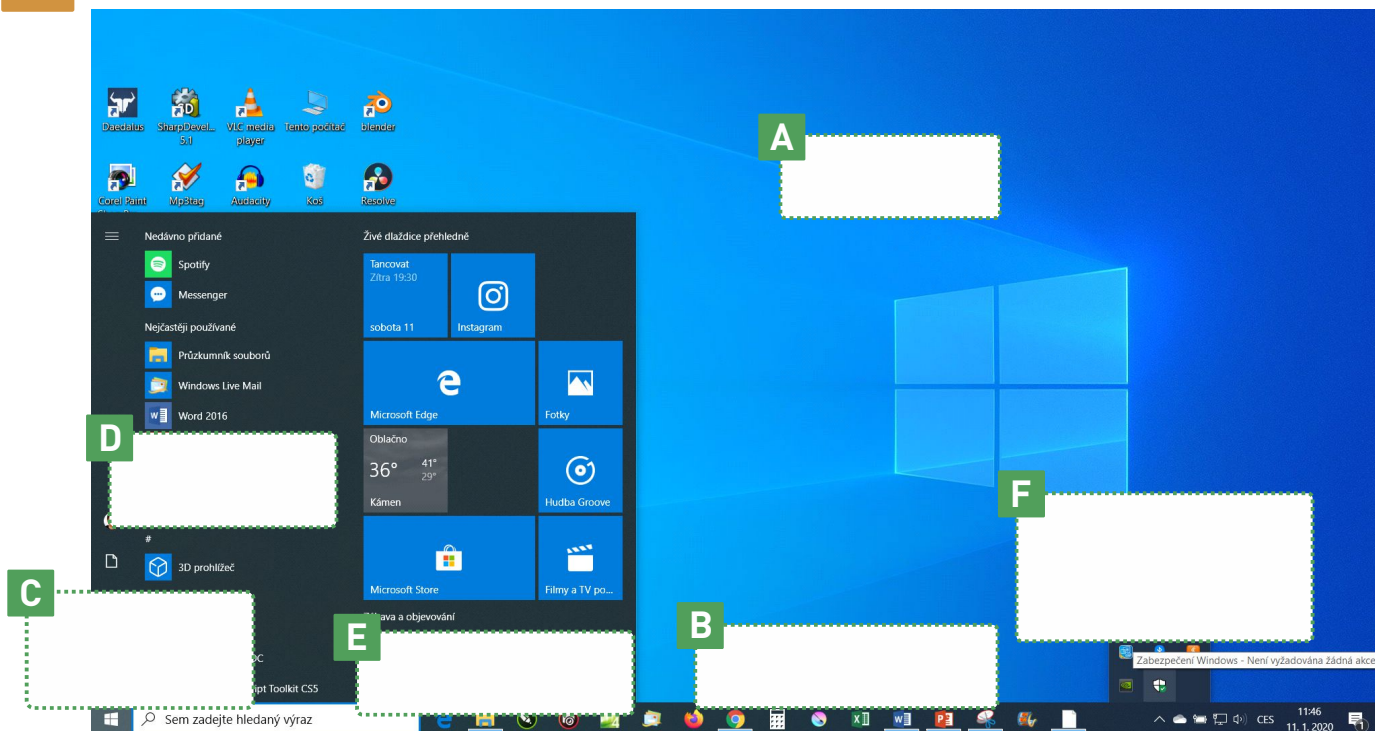 Daedalus
SharpDevel...
5.1
VLC media
player
Tento počítač
blender
Corel Paint
Mp3tag
Audacity
Koš
Resolve
A
Nedávno přidané
Spotify
Messenger
Nejčastěji používané
Průzkumník souborů
Windows Live Mail
Word 2016
D
#
3D prohlížeč
C
OC
ipt Toolkit CS5
Živé dlaždice přehledně
Tancovat
Zítra 19:30
sobota 11
Instagram
Microsoft Edge
Fotky
Oblačno
36°
41°
29°
Kámen
Hudba Groove
Microsoft Store
Filmy a TV po...
ava a objevování
E
B
F
Zabezpečení Windows - Není vyžadována žádná akce
Sem zadejte hledaný výraz
CES
11:46
11. 1. 2020
1